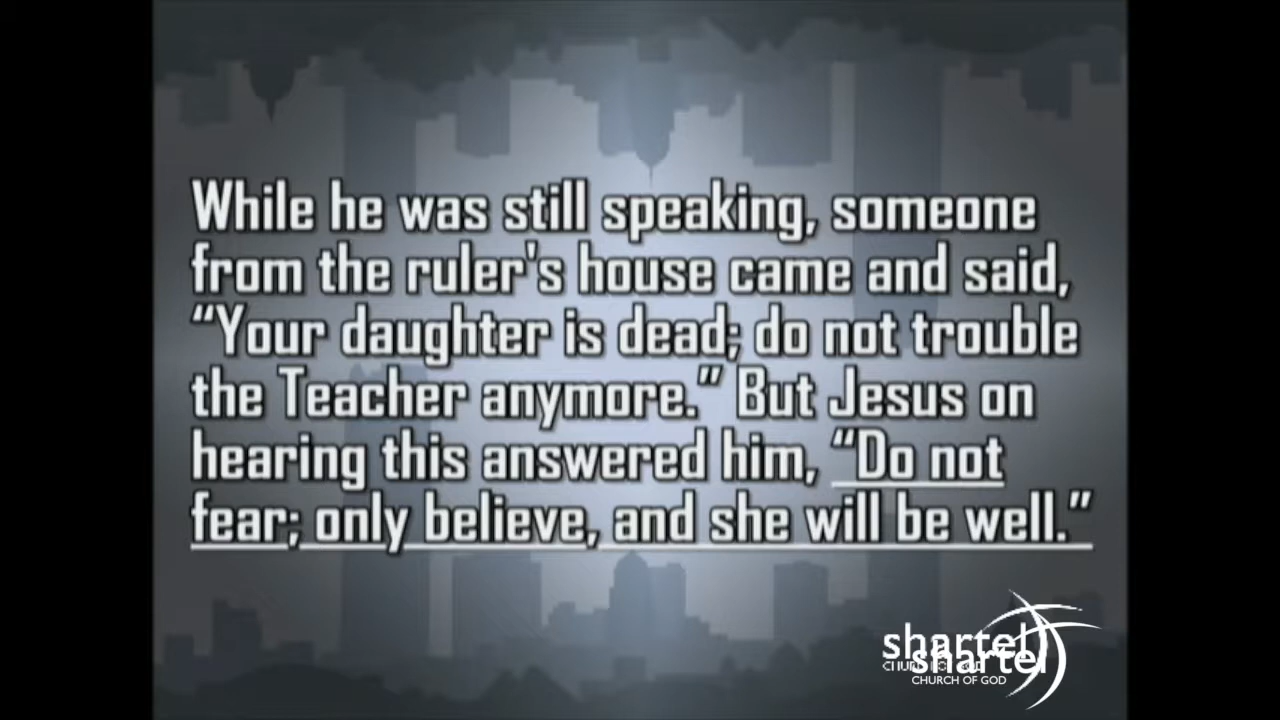 While he was still speaking, someone
from the ruler's house came and said,
“Your daughter is dead; do not trouble
the Teacher anymore.” But Jesus on
hearing this answered him, “Do not
fear; only believe, and she will be well.”
shartel
shartel
CHURCH OF GOD